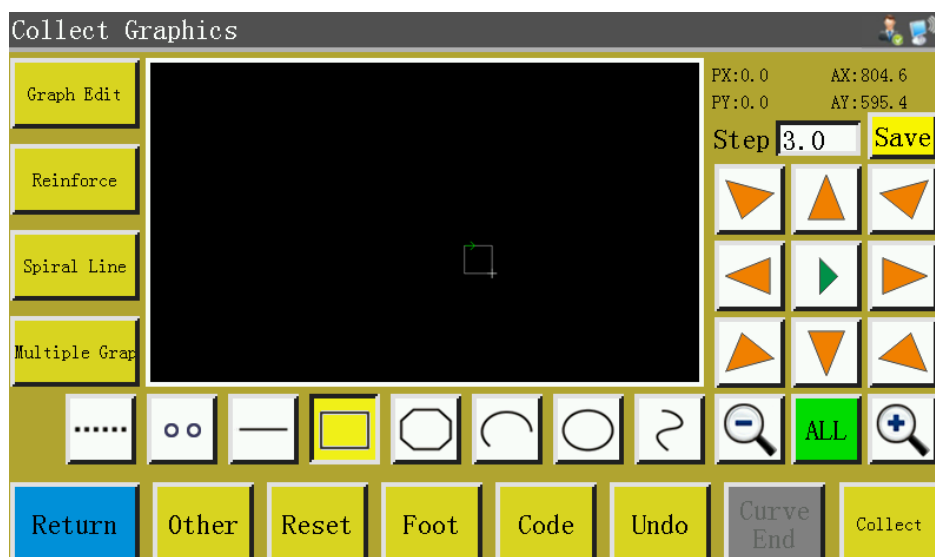 Collect Graphics
Graph Edit
PX:0.0 AX:804.6
PY:0.0 AY:595.4
Step 3.0 Save
Reinforce
Spiral Line
Multiple Grap
ALL
Return Other Reset Foot Code Undo Curve End Collect